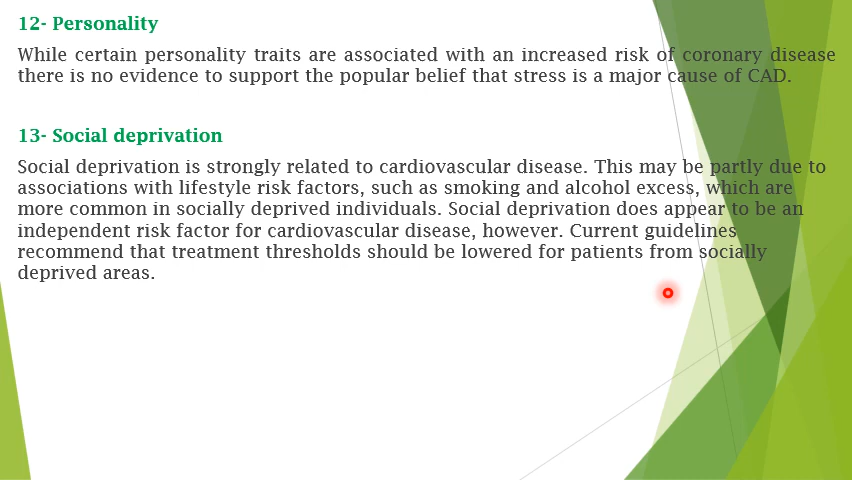 12- Personality
While certain personality traits are associated with an increased risk of coronary disease
there is no evidence to support the popular belief that stress is a major cause of CAD.
13- Social deprivation
Social deprivation is strongly related to cardiovascular disease. This may be partly due to
associations with lifestyle risk factors, such as smoking and alcohol excess, which are
more common in socially deprived individuals. Social deprivation does appear to be an
independent risk factor for cardiovascular disease, however. Current guidelines
recommend that treatment thresholds should be lowered for patients from socially
deprived areas.